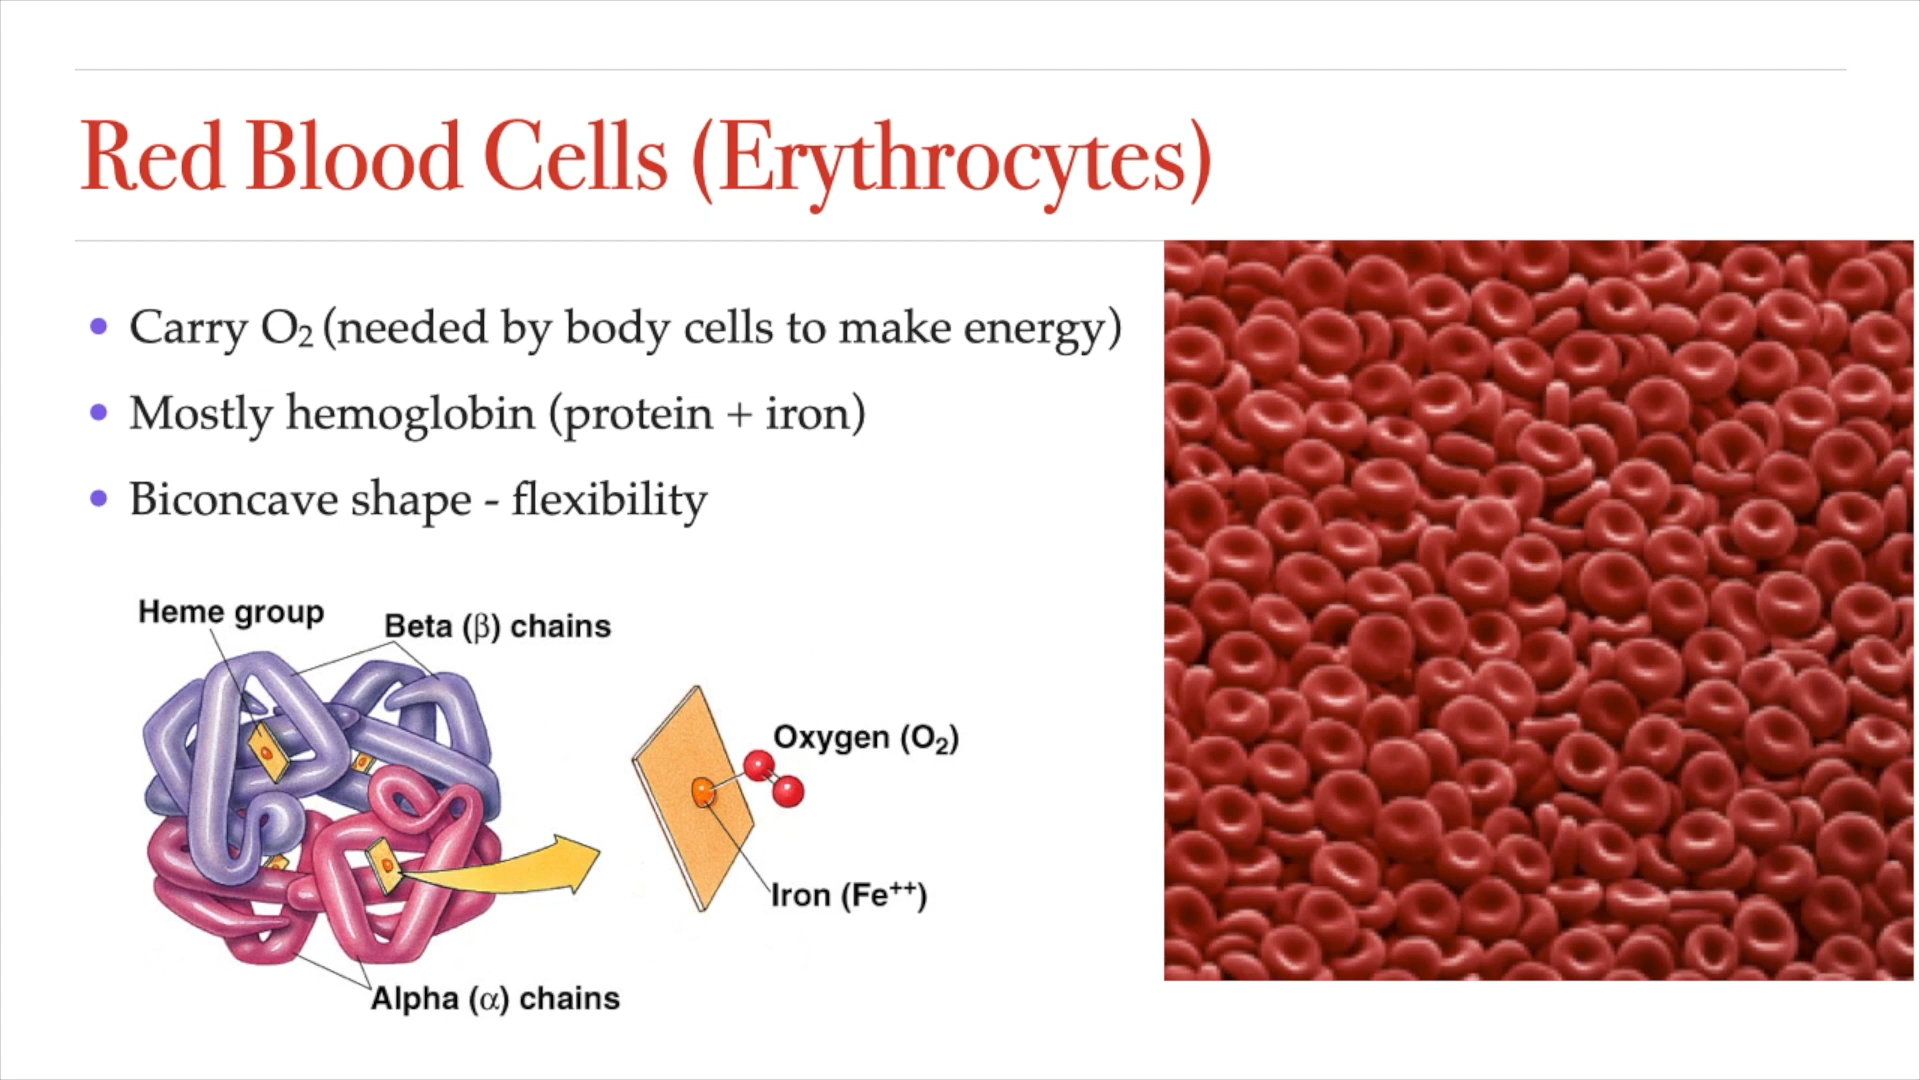 Red Blood Cells (Erythrocytes)
• Carry O₂ (needed by body cells to make energy)
• Mostly hemoglobin (protein + iron)
• Biconcave shape - flexibility
Heme group
Beta (β) chains
Oxygen (O₂)
Iron (Fe⁺⁺)
Alpha (α) chains